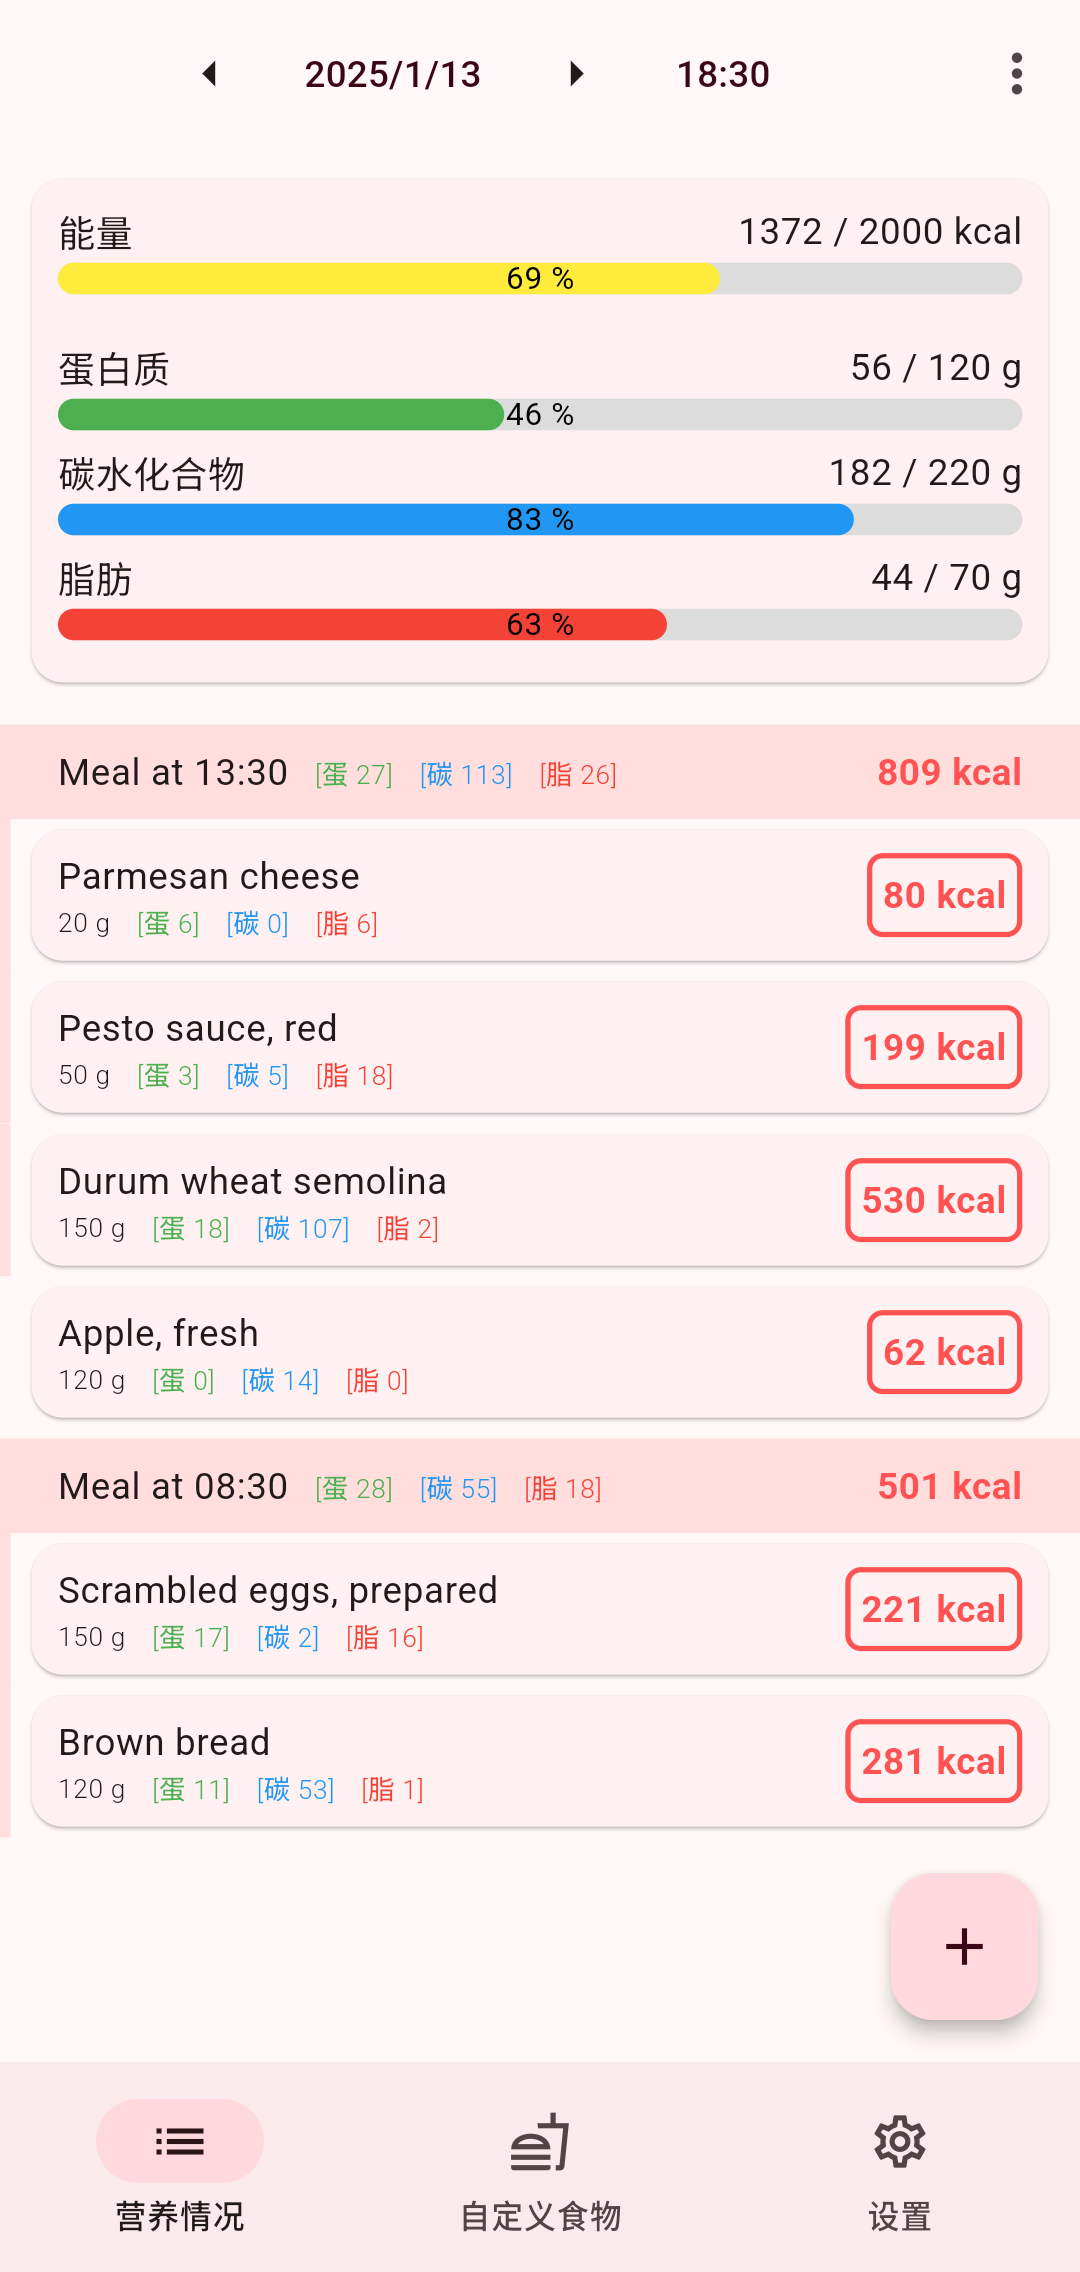 2025/1/13 18:30
能量 1372 / 2000 kcal
69 %
蛋白质 56 / 120 g
46 %
碳水化合物 182 / 220 g
83 %
脂肪 44 / 70 g
63 %
Meal at 13:30 [蛋 27] [碳 113] [脂 26] 809 kcal
Parmesan cheese
20 g [蛋 6] [碳 0] [脂 6] 80 kcal
Pesto sauce, red
50 g [蛋 3] [碳 5] [脂 18] 199 kcal
Durum wheat semolina
150 g [蛋 18] [碳 107] [脂 2] 530 kcal
Apple, fresh
120 g [蛋 0] [碳 14] [脂 0] 62 kcal
Meal at 08:30 [蛋 28] [碳 55] [脂 18] 501 kcal
Scrambled eggs, prepared
150 g [蛋 17] [碳 2] [脂 16] 221 kcal
Brown bread
120 g [蛋 11] [碳 53] [脂 1] 281 kcal
营养情况 自定义食物 设置